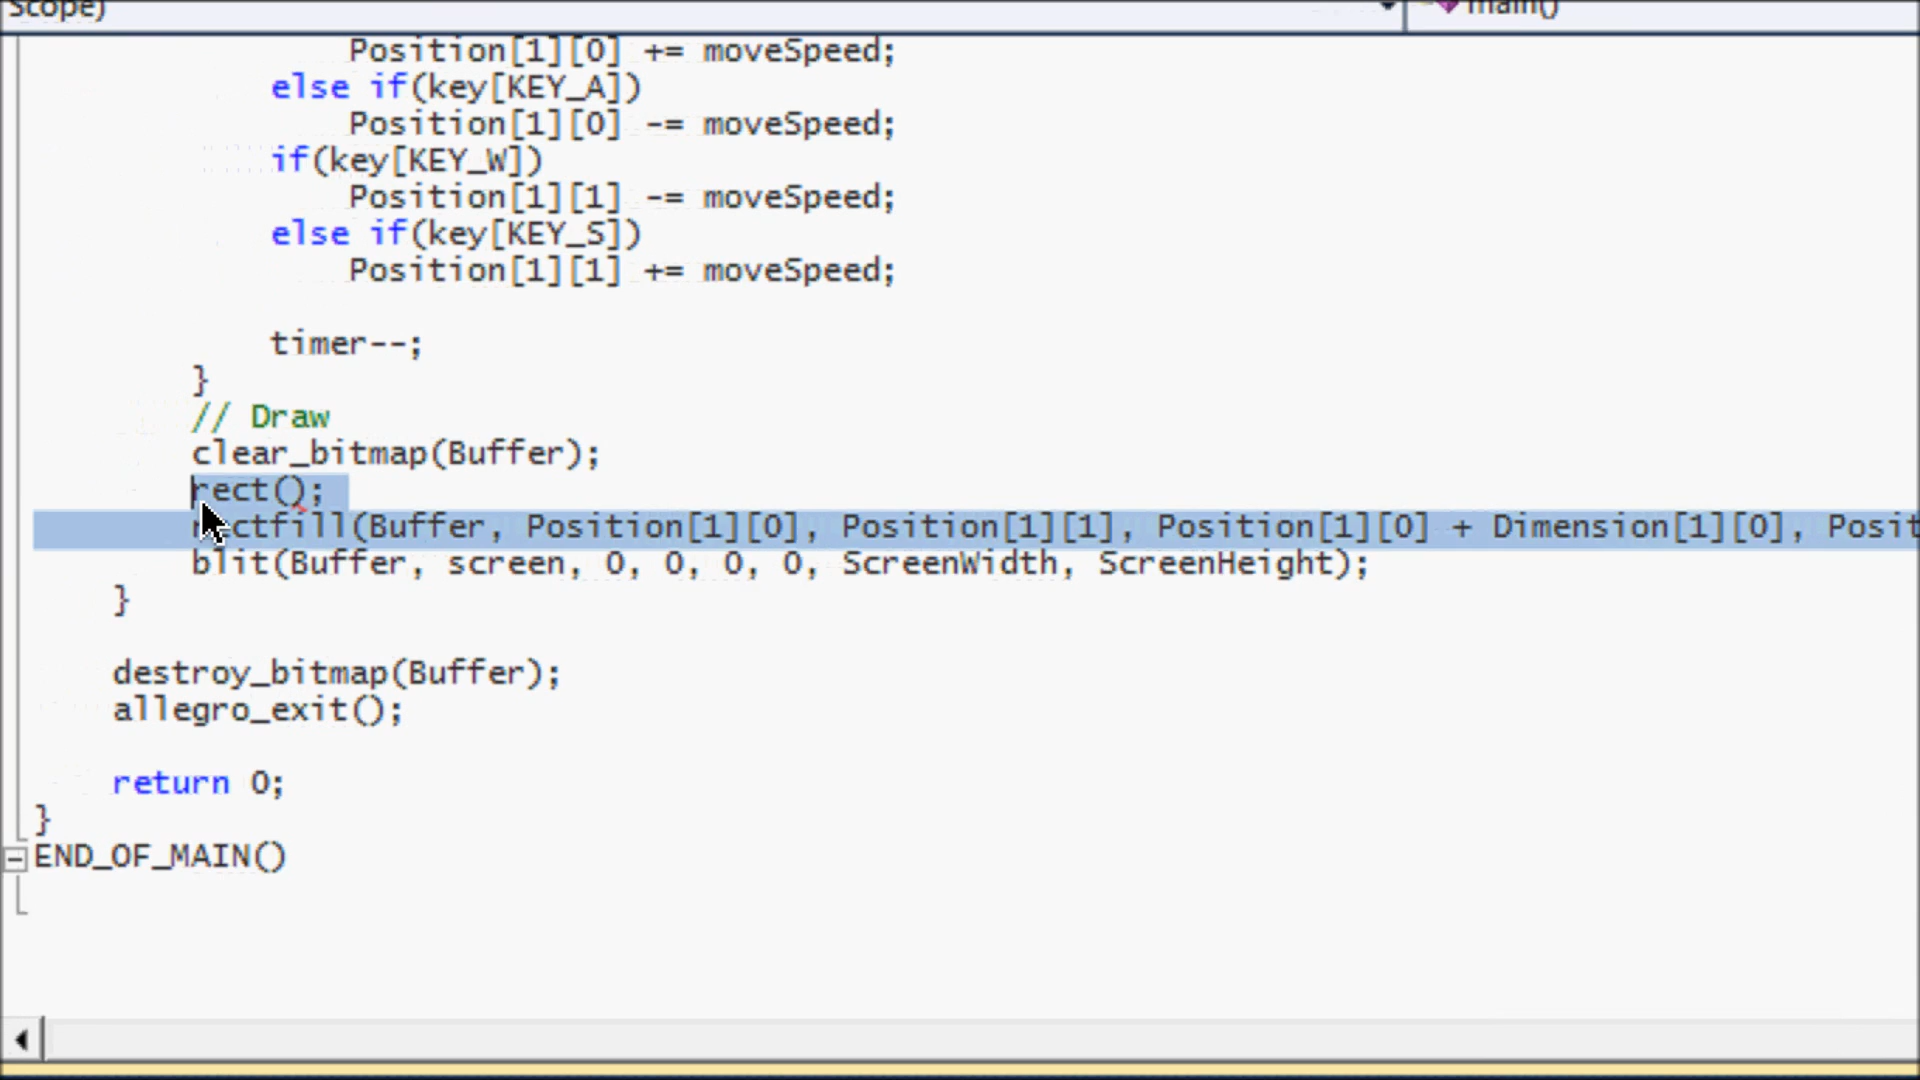 Scope)
main()
Position[1][0] += moveSpeed;
else if(key[KEY_A])
Position[1][0] -= moveSpeed;
if(key[KEY_W])
Position[1][1] -= moveSpeed;
else if(key[KEY_S])
Position[1][1] += moveSpeed;
timer--;
}
// Draw
clear_bitmap(Buffer);
rect();
rectfill(Buffer, Position[1][0], Position[1][1], Position[1][0] + Dimension[1][0], Posit
blit(Buffer, screen, 0, 0, 0, 0, ScreenWidth, ScreenHeight);
}
destroy_bitmap(Buffer);
allegro_exit();
return 0;
}
END_OF_MAIN()